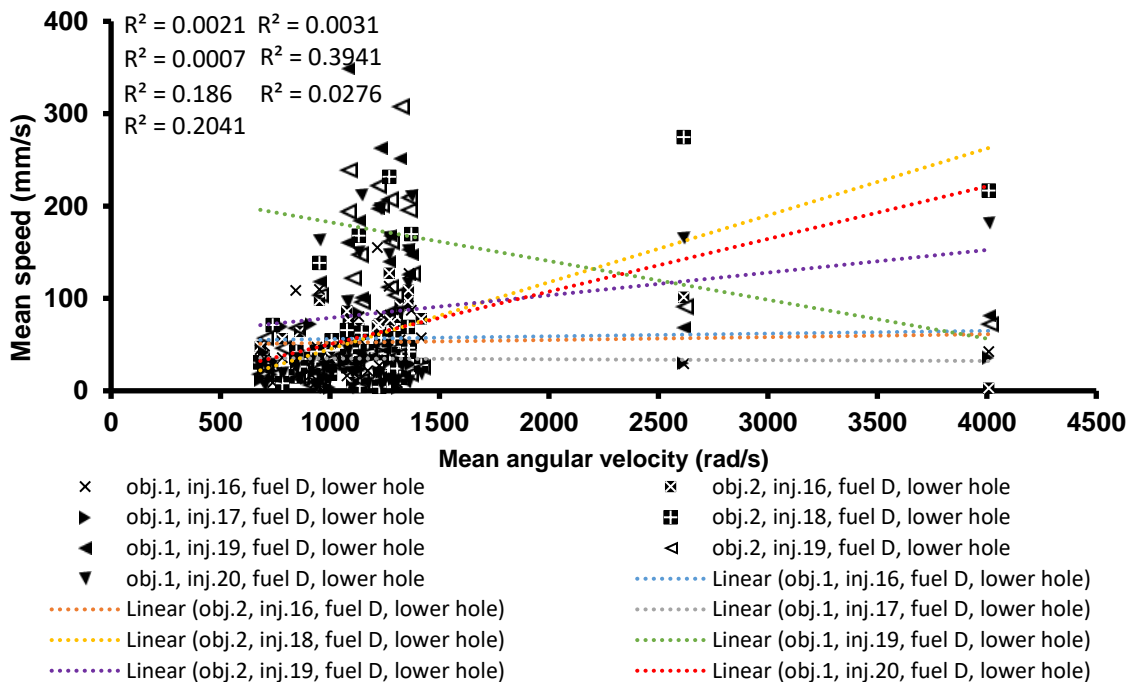 400
300
200
100
0
Mean speed (mm/s)
R² = 0.0021 R² = 0.0031
R² = 0.0007 R² = 0.3941
R² = 0.186 R² = 0.0276
R² = 0.2041
0 500 1000 1500 2000 2500 3000 3500 4000 4500
Mean angular velocity (rad/s)
obj.1, inj.16, fuel D, lower hole
obj.2, inj.16, fuel D, lower hole
obj.1, inj.17, fuel D, lower hole
obj.2, inj.18, fuel D, lower hole
obj.1, inj.19, fuel D, lower hole
obj.2, inj.19, fuel D, lower hole
obj.1, inj.20, fuel D, lower hole
Linear (obj.1, inj.16, fuel D, lower hole)
Linear (obj.2, inj.16, fuel D, lower hole)
Linear (obj.1, inj.17, fuel D, lower hole)
Linear (obj.2, inj.18, fuel D, lower hole)
Linear (obj.1, inj.19, fuel D, lower hole)
Linear (obj.2, inj.19, fuel D, lower hole)
Linear (obj.1, inj.20, fuel D, lower hole)